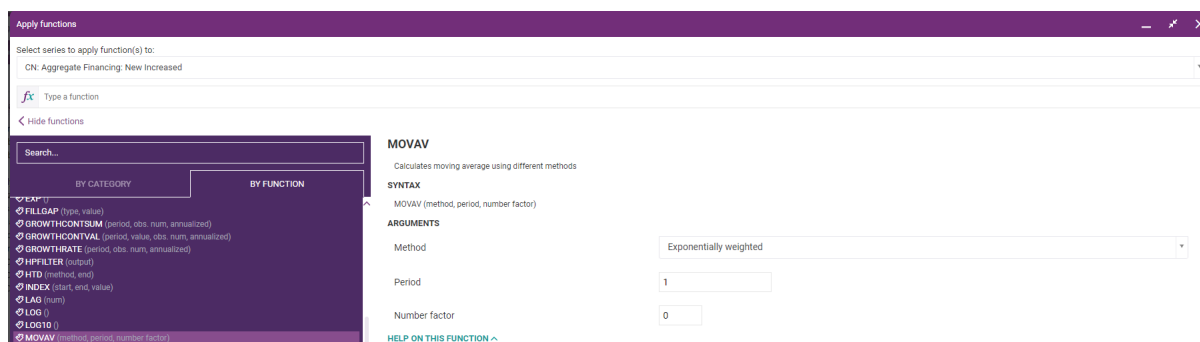 Apply functions
Select series to apply function(s) to:
CN: Aggregate Financing: New Increased
fx Type a function
Hide functions
Search...
BY CATEGORY BY FUNCTION
EXP ()
FILLGAP (type, value)
GROWTHCONTSUM (period, obs. num, annualized)
GROWTHCONTVAL (period, value, obs. num, annualized)
GROWTHRATE (period, obs. num, annualized)
HPFILTER (output)
HTD (method, end)
INDEX (start, end, value)
LAG (num)
LOG ()
LOG10 ()
MOVAV (method, period, number factor)
MOVAV
Calculates moving average using different methods
SYNTAX
MOVAV (method, period, number factor)
ARGUMENTS
Method Exponentially weighted
Period 1
Number factor 0
HELP ON THIS FUNCTION